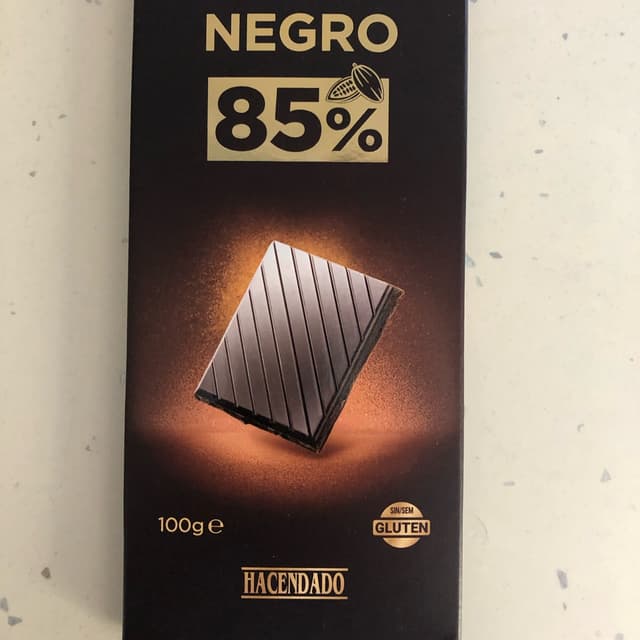 NEGRO
85%
100g ℮
SIN/SEM
GLUTEN
HACENDADO